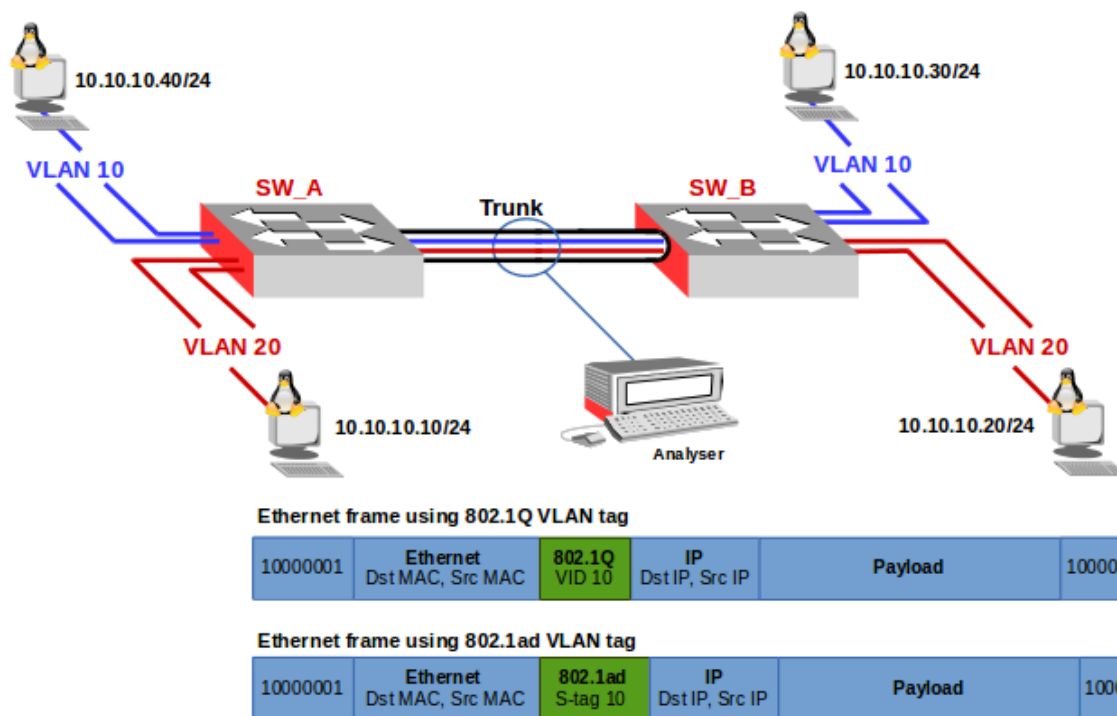 10.10.10.40/24
10.10.10.30/24
VLAN 10
VLAN 10
SW_A
SW_B
Trunk
VLAN 20
VLAN 20
10.10.10.10/24
10.10.10.20/24
Analyser
Ethernet frame using 802.1Q VLAN tag
10000001
Ethernet
Dst MAC, Src MAC
802.1Q
VID 10
IP
Dst IP, Src IP
Payload
10000
Ethernet frame using 802.1ad VLAN tag
10000001
Ethernet
Dst MAC, Src MAC
802.1ad
S-tag 10
IP
Dst IP, Src IP
Payload
1000